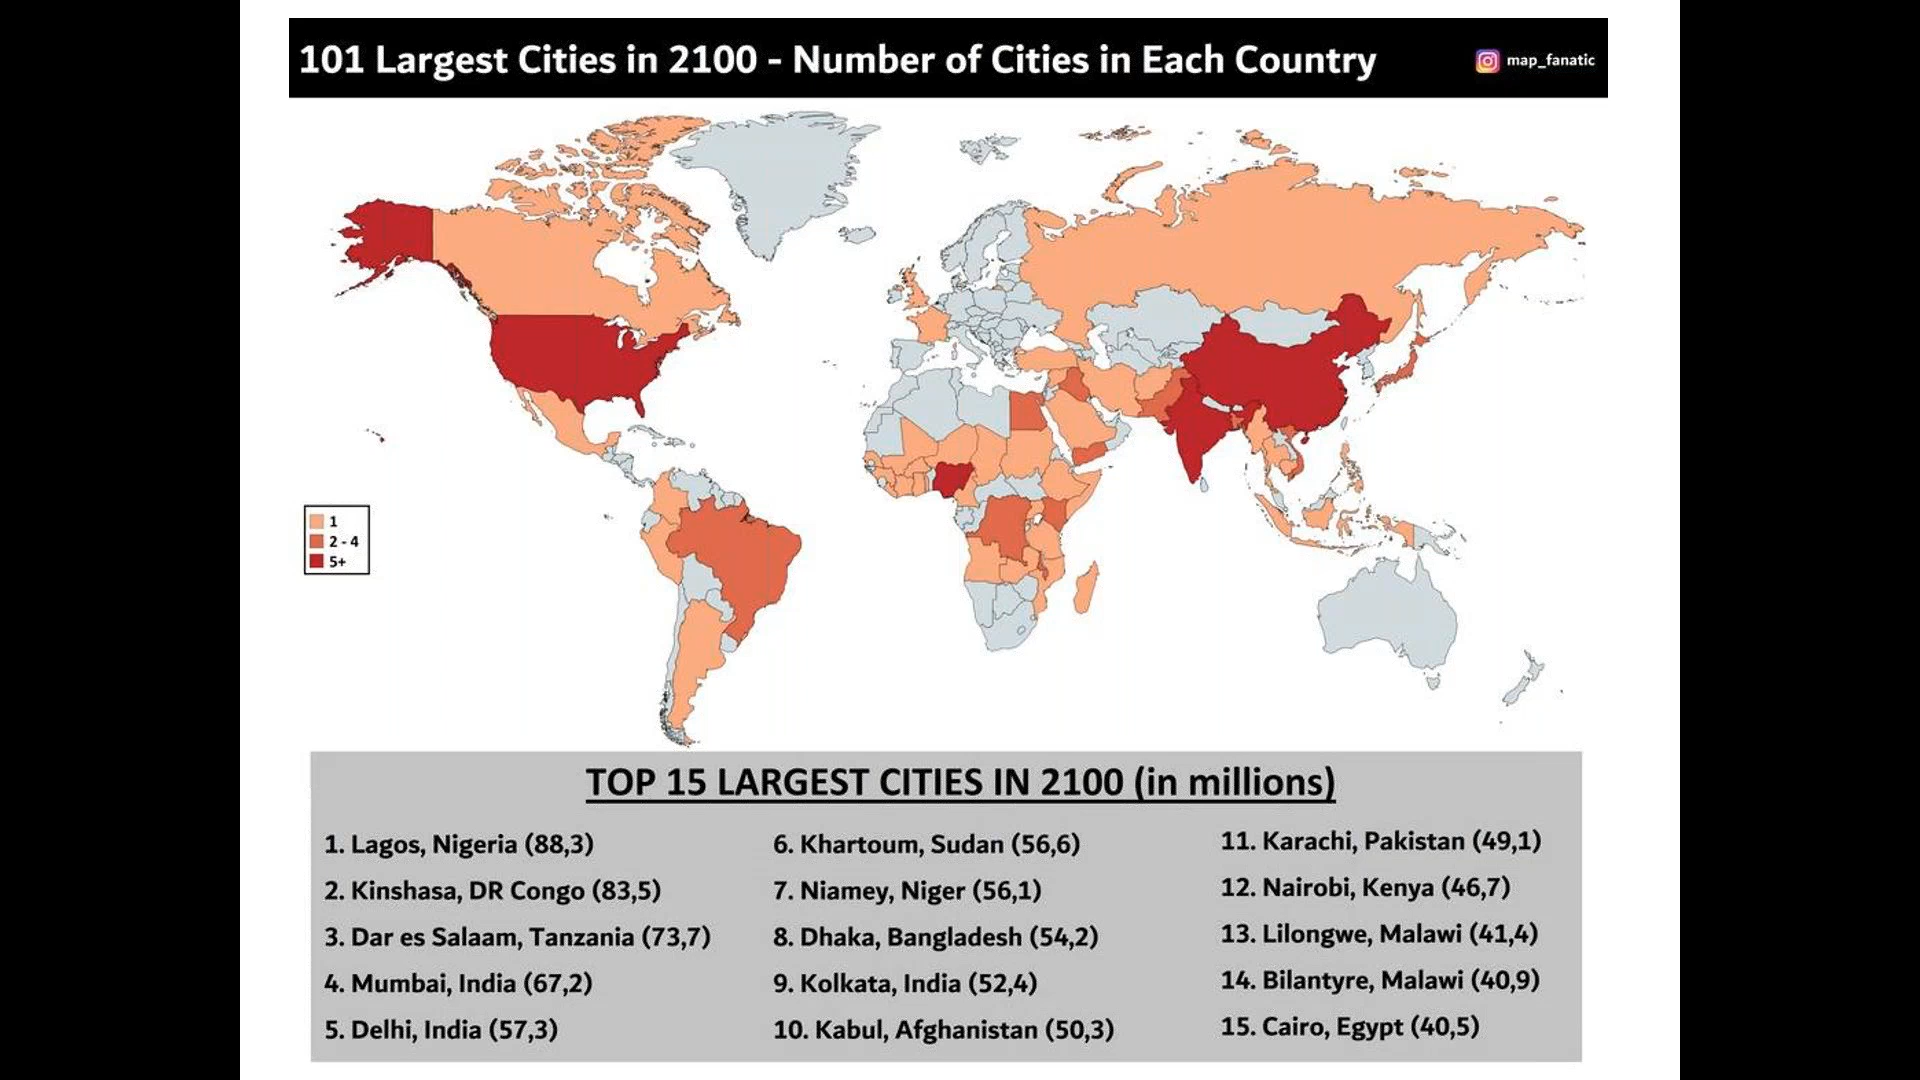 101 Largest Cities in 2100 - Number of Cities in Each Country
map_fanatic
1
2 - 4
5+
TOP 15 LARGEST CITIES IN 2100 (in millions)
1. Lagos, Nigeria (88,3)
2. Kinshasa, DR Congo (83,5)
3. Dar es Salaam, Tanzania (73,7)
4. Mumbai, India (67,2)
5. Delhi, India (57,3)
6. Khartoum, Sudan (56,6)
7. Niamey, Niger (56,1)
8. Dhaka, Bangladesh (54,2)
9. Kolkata, India (52,4)
10. Kabul, Afghanistan (50,3)
11. Karachi, Pakistan (49,1)
12. Nairobi, Kenya (46,7)
13. Lilongwe, Malawi (41,4)
14. Bilantyre, Malawi (40,9)
15. Cairo, Egypt (40,5)